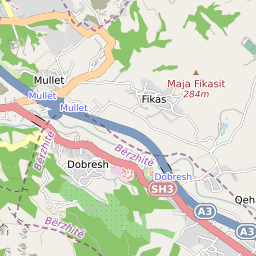 Mullet
Maja Fikasit
284m
Mullet
Fikas
Mullet
Bërzhitë
Bërzhitë
Dobresh
Dobresh
SH3
Qeh
A3
A3
Bërzhitë